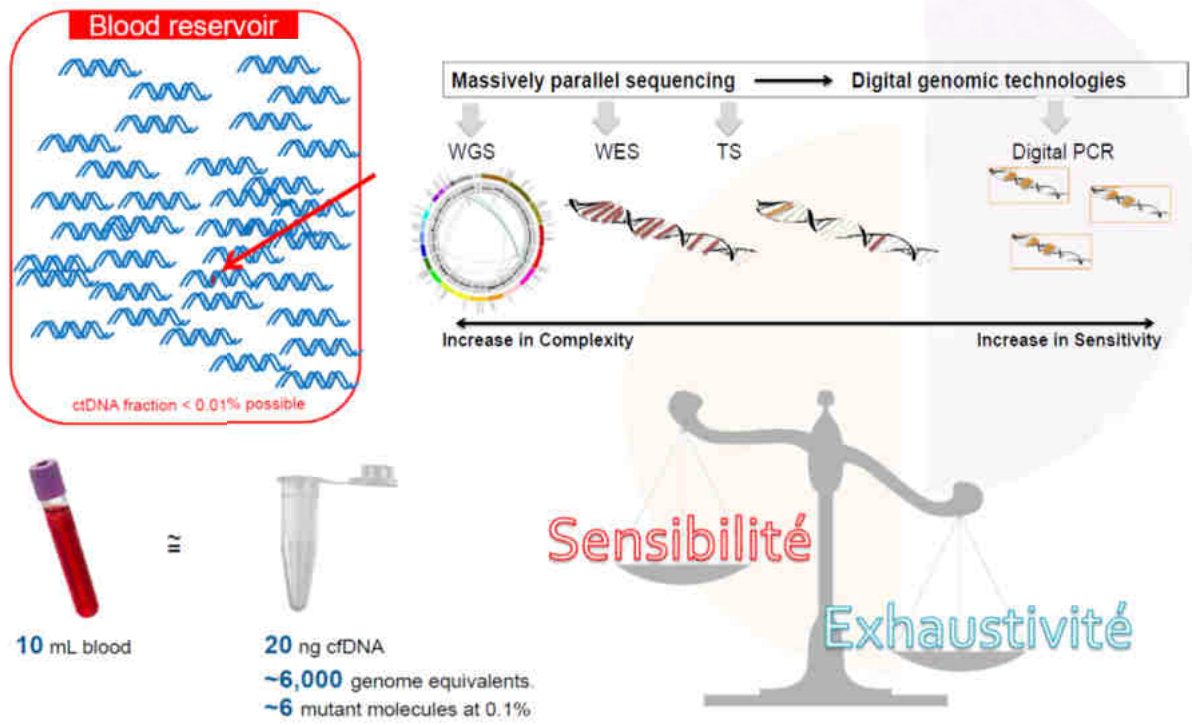 Blood reservoir
ctDNA fraction < 0.01% possible
Massively parallel sequencing → Digital genomic technologies
WGS WES TS Digital PCR
Increase in Complexity Increase in Sensitivity
10 mL blood
≅
20 ng cfDNA
~6,000 genome equivalents.
~6 mutant molecules at 0.1%
Sensibilité
Exhaustivité